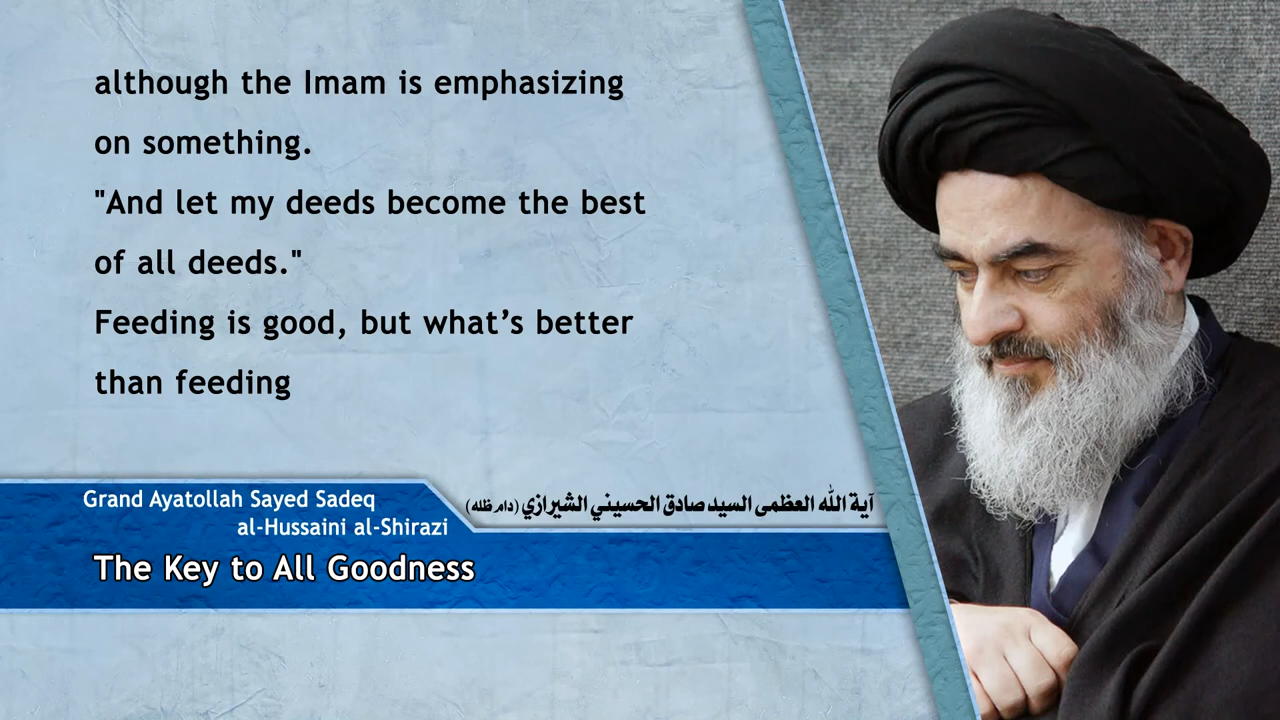 although the Imam is emphasizing
on something.
"And let my deeds become the best
of all deeds."
Feeding is good, but what’s better
than feeding
Grand Ayatollah Sayed Sadeq
al-Hussaini al-Shirazi
آية الله العظمى السيد صادق الحسيني الشيرازي (دام ظله)
The Key to All Goodness